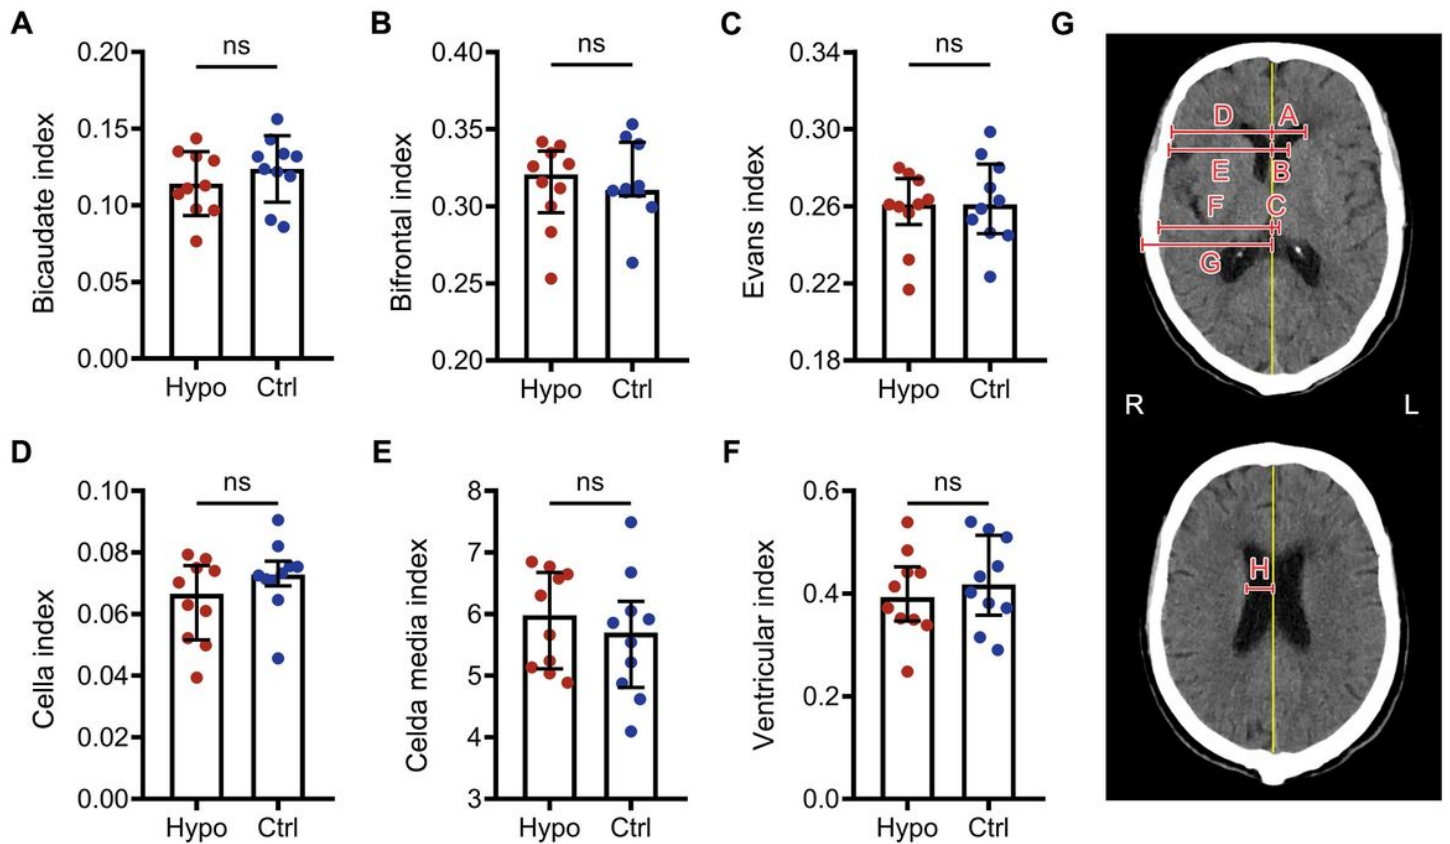 A
B
C
G
Bicaudate index
0.20
0.15
0.10
0.05
0.00
ns
Hypo
Ctrl
Bifrontal index
0.40
0.35
0.30
0.25
0.20
ns
Hypo
Ctrl
Evans index
0.34
0.30
0.26
0.22
0.18
ns
Hypo
Ctrl
D
A
E
B
F
C
G
R
L
H
D
E
F
Cella index
0.10
0.08
0.06
0.04
0.02
0.00
ns
Hypo
Ctrl
Celda media index
8
7
6
5
4
3
ns
Hypo
Ctrl
Ventricular index
0.6
0.4
0.2
0.0
ns
Hypo
Ctrl